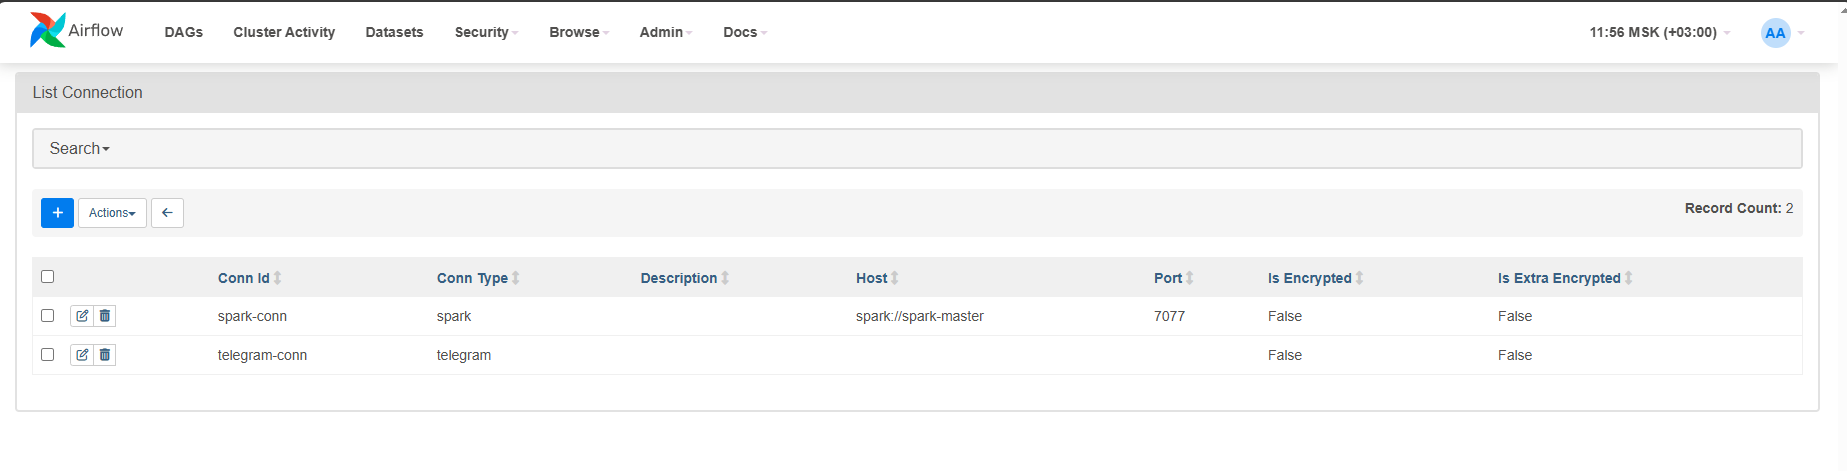 Airflow DAGs Cluster Activity Datasets Security Browse Admin Docs 11:56 MSK (+03:00) AA
List Connection
Search
+ Actions ←
Record Count: 2
Conn Id Conn Type Description Host Port Is Encrypted Is Extra Encrypted
spark-conn spark spark://spark-master 7077 False False
telegram-conn telegram False False